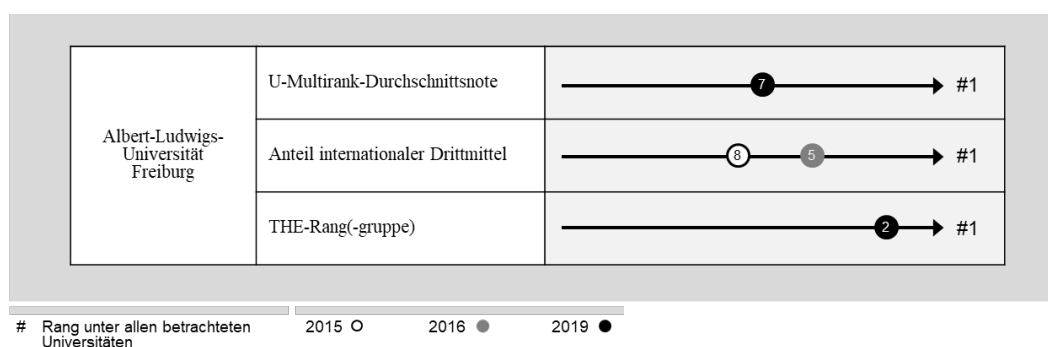 U-Multirank-Durchschnittsnote
7
#1
Albert-Ludwigs-
Universität
Freiburg
Anteil internationaler Drittmittel
8
5
#1
THE-Rang(-gruppe)
2
#1
# Rang unter allen betrachteten
Universitäten
2015
2016
2019